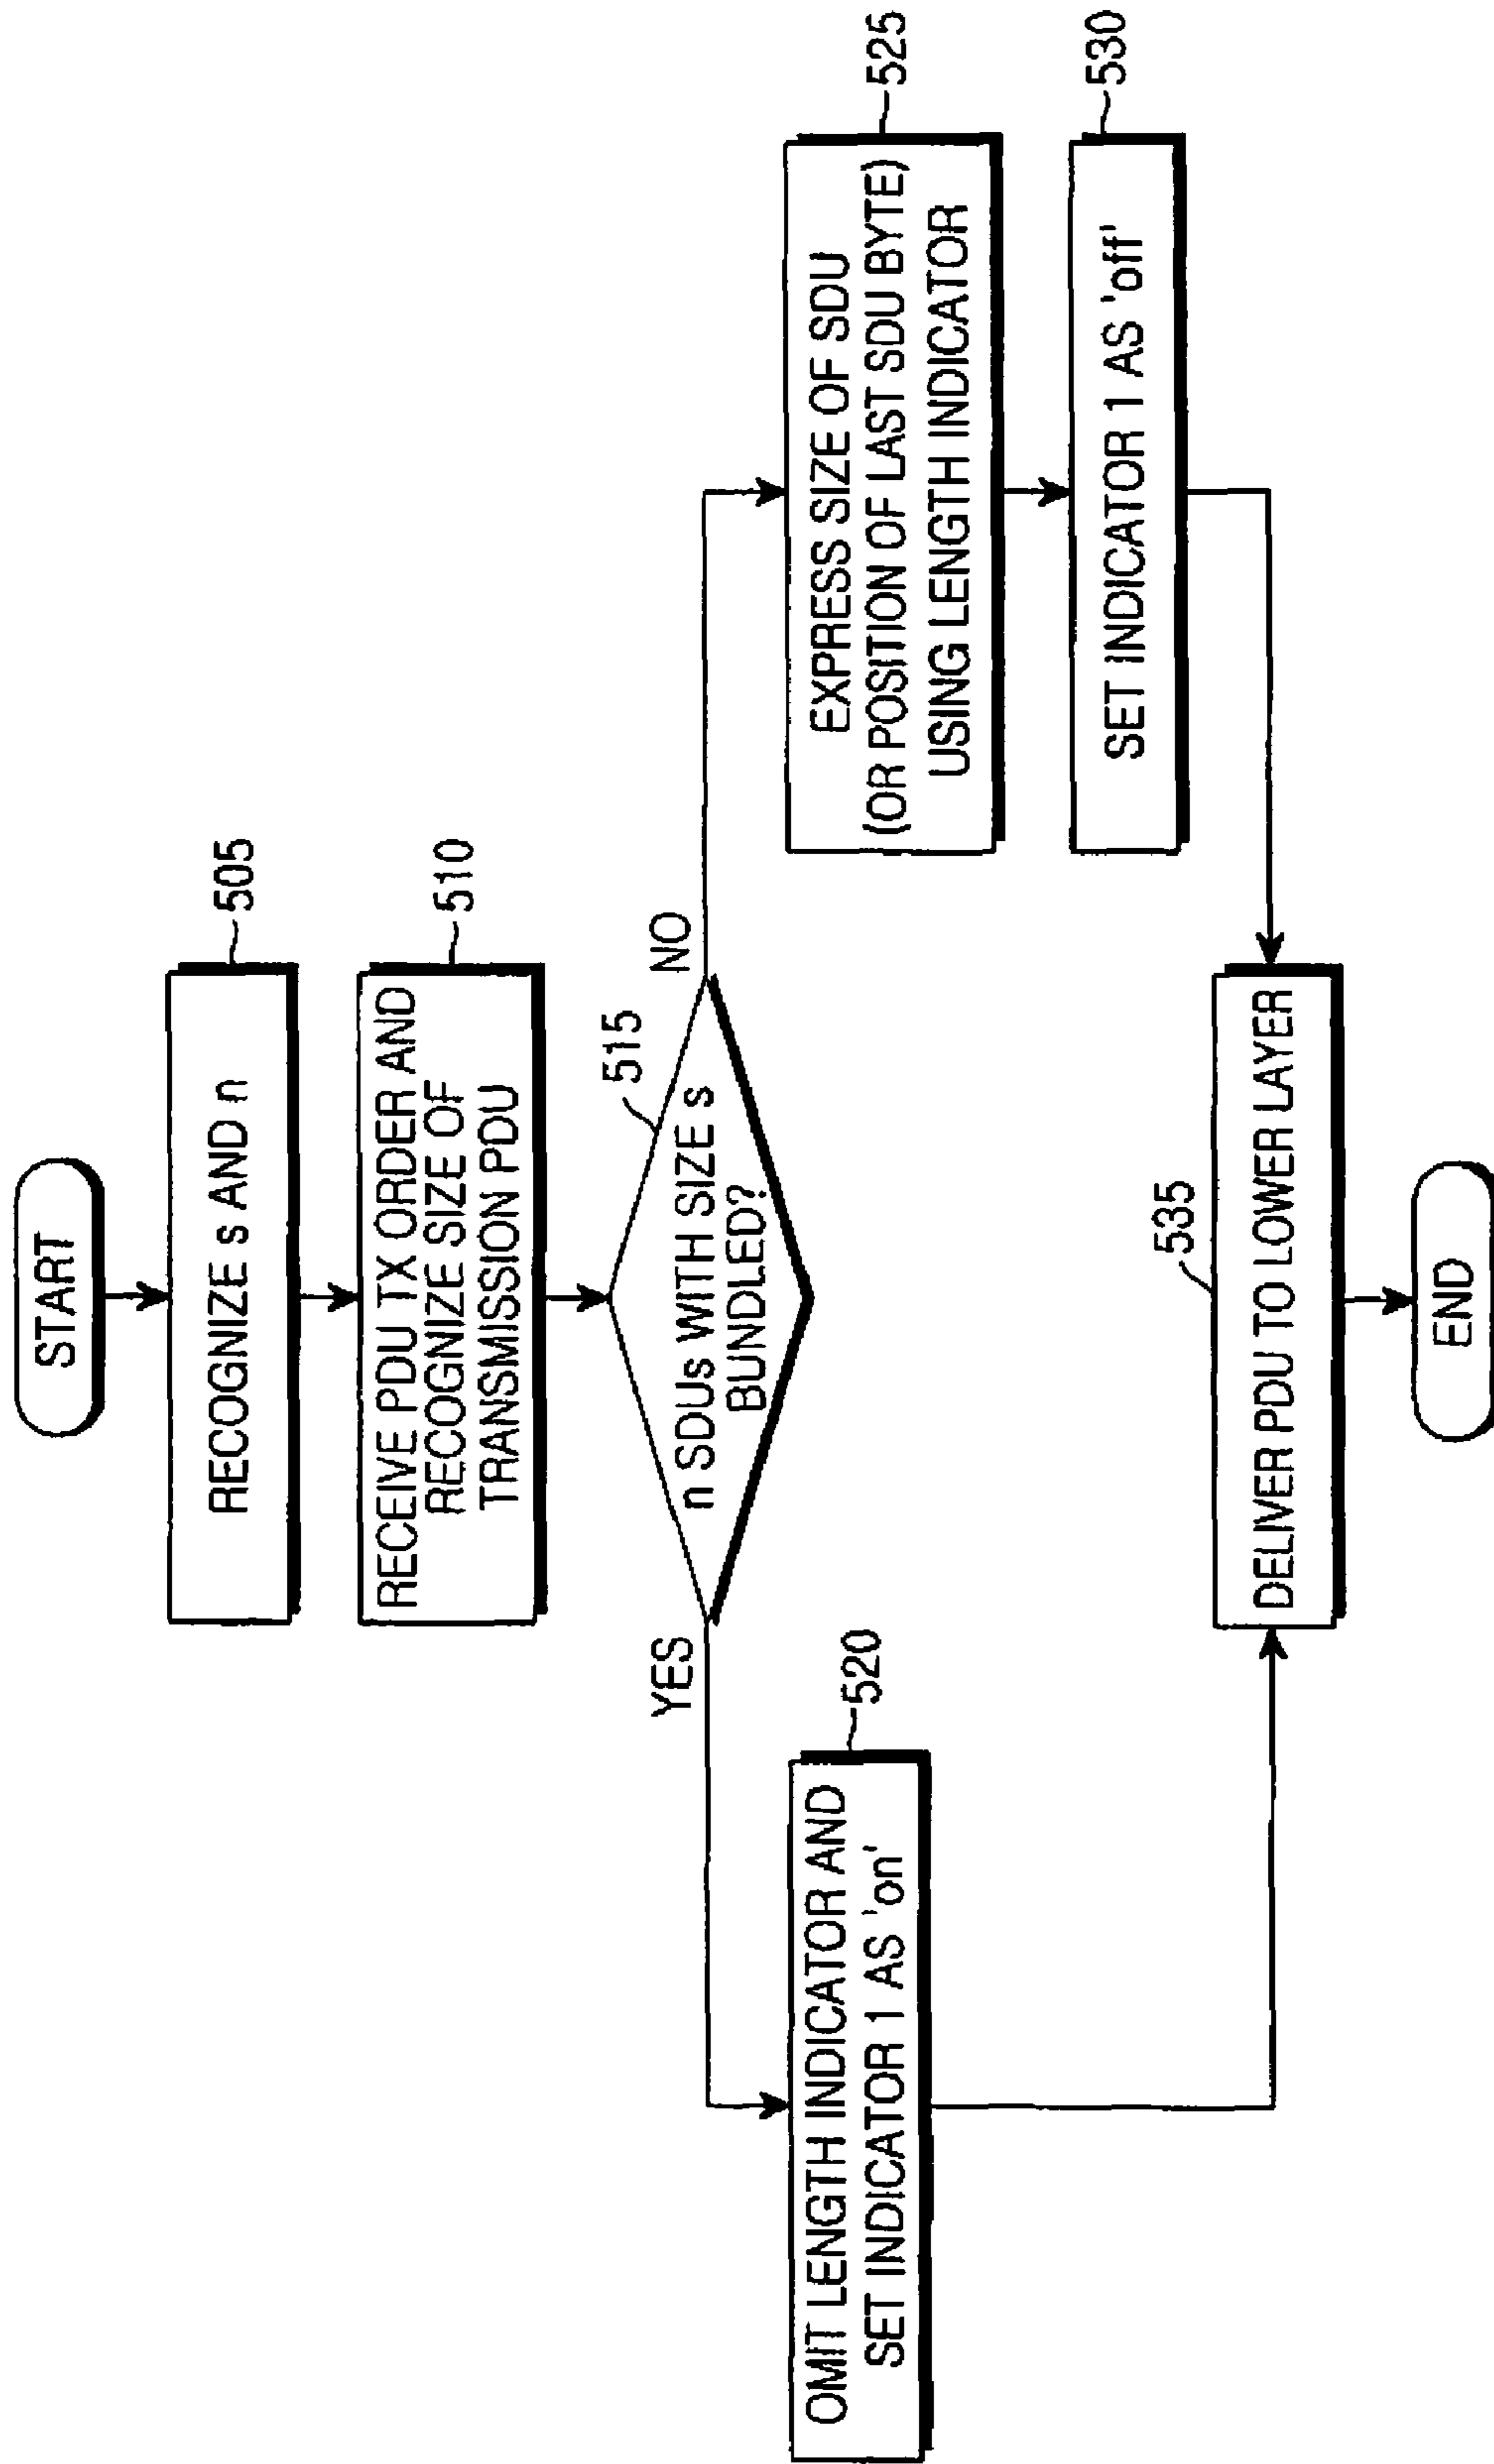 START
RECOGNIZE s AND n
505
RECEIVE PDU TX ORDER AND
RECOGNIZE SIZE OF
TRANSMISSION PDU
510
515
n SDUs WITH SIZE s
BUNDLED?
YES
NO
OMIT LENGTH INDICATOR AND
SET INDICATOR 1 AS 'on'
520
EXPRESS SIZE OF SDU
(OR POSITION OF LAST SDU BYTE)
USING LENGTH INDICATOR
525
SET INDICATOR 1 AS 'off'
530
535
DELIVER PDU TO LOWER LAYER
END